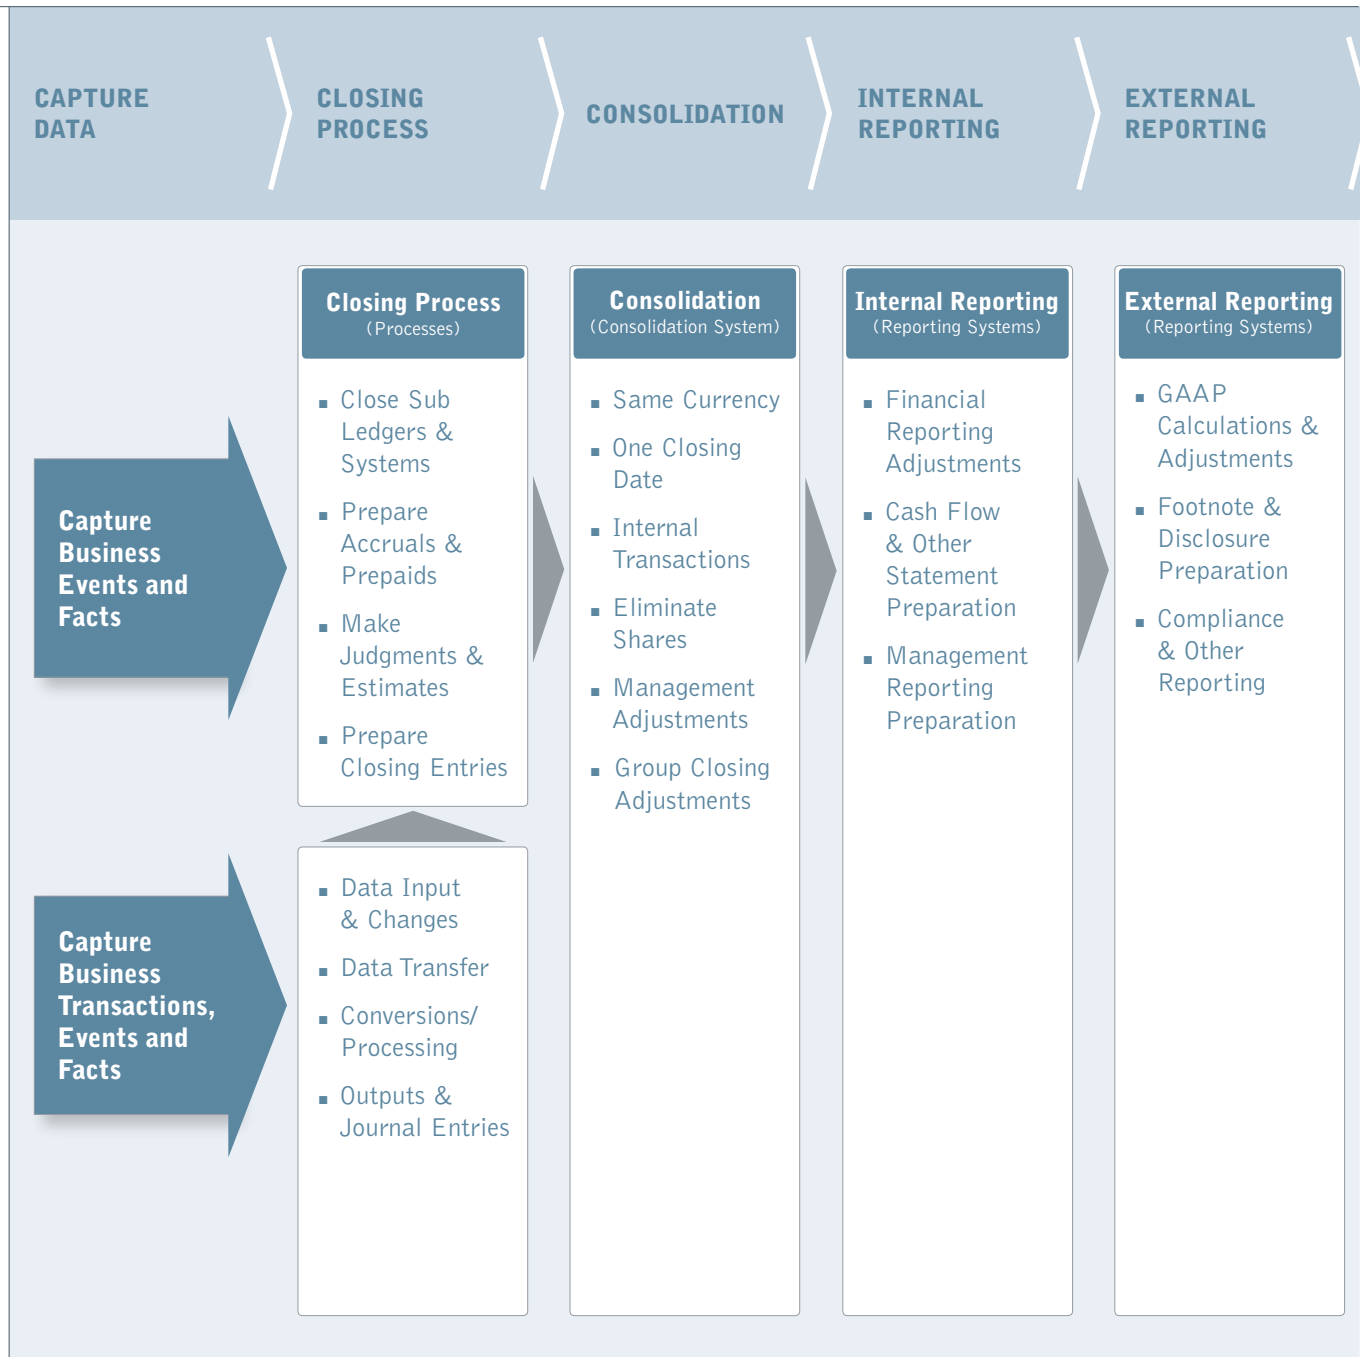 CAPTURE
DATA
CLOSING
PROCESS
CONSOLIDATION
INTERNAL
REPORTING
EXTERNAL
REPORTING
Capture
Business
Events and
Facts
Capture
Business
Transactions,
Events and
Facts
Closing Process
(Processes)
▪ Close Sub
Ledgers &
Systems
▪ Prepare
Accruals &
Prepaids
▪ Make
Judgments &
Estimates
▪ Prepare
Closing Entries
▪ Data Input
& Changes
▪ Data Transfer
▪ Conversions/
Processing
▪ Outputs &
Journal Entries
Consolidation
(Consolidation System)
▪ Same Currency
▪ One Closing
Date
▪ Internal
Transactions
▪ Eliminate
Shares
▪ Management
Adjustments
▪ Group Closing
Adjustments
Internal Reporting
(Reporting Systems)
▪ Financial
Reporting
Adjustments
▪ Cash Flow
& Other
Statement
Preparation
▪ Management
Reporting
Preparation
External Reporting
(Reporting Systems)
▪ GAAP
Calculations &
Adjustments
▪ Footnote &
Disclosure
Preparation
▪ Compliance
& Other
Reporting